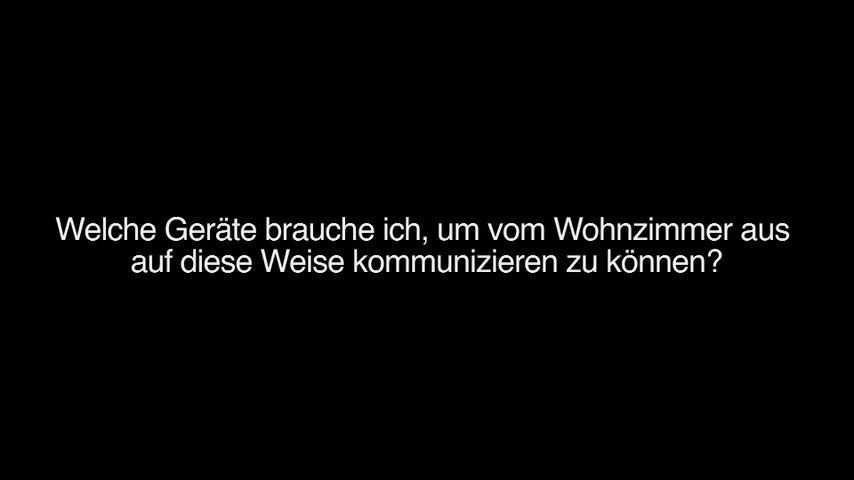 Welche Geräte brauche ich, um vom Wohnzimmer aus
auf diese Weise kommunizieren zu können?